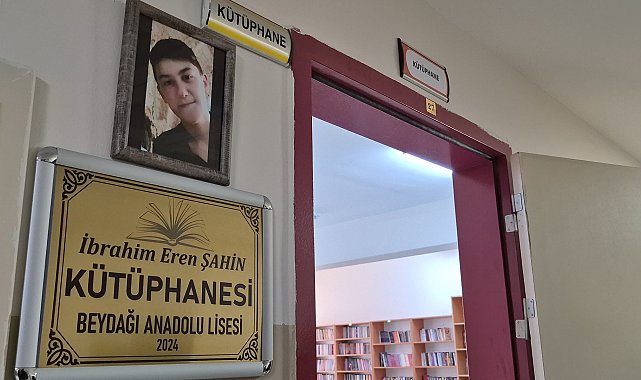 KÜTÜPHANE
KÜTÜPHANE
27
İbrahim Eren ŞAHİN
KÜTÜPHANESİ
BEYDAĞI ANADOLU LİSESİ
2024